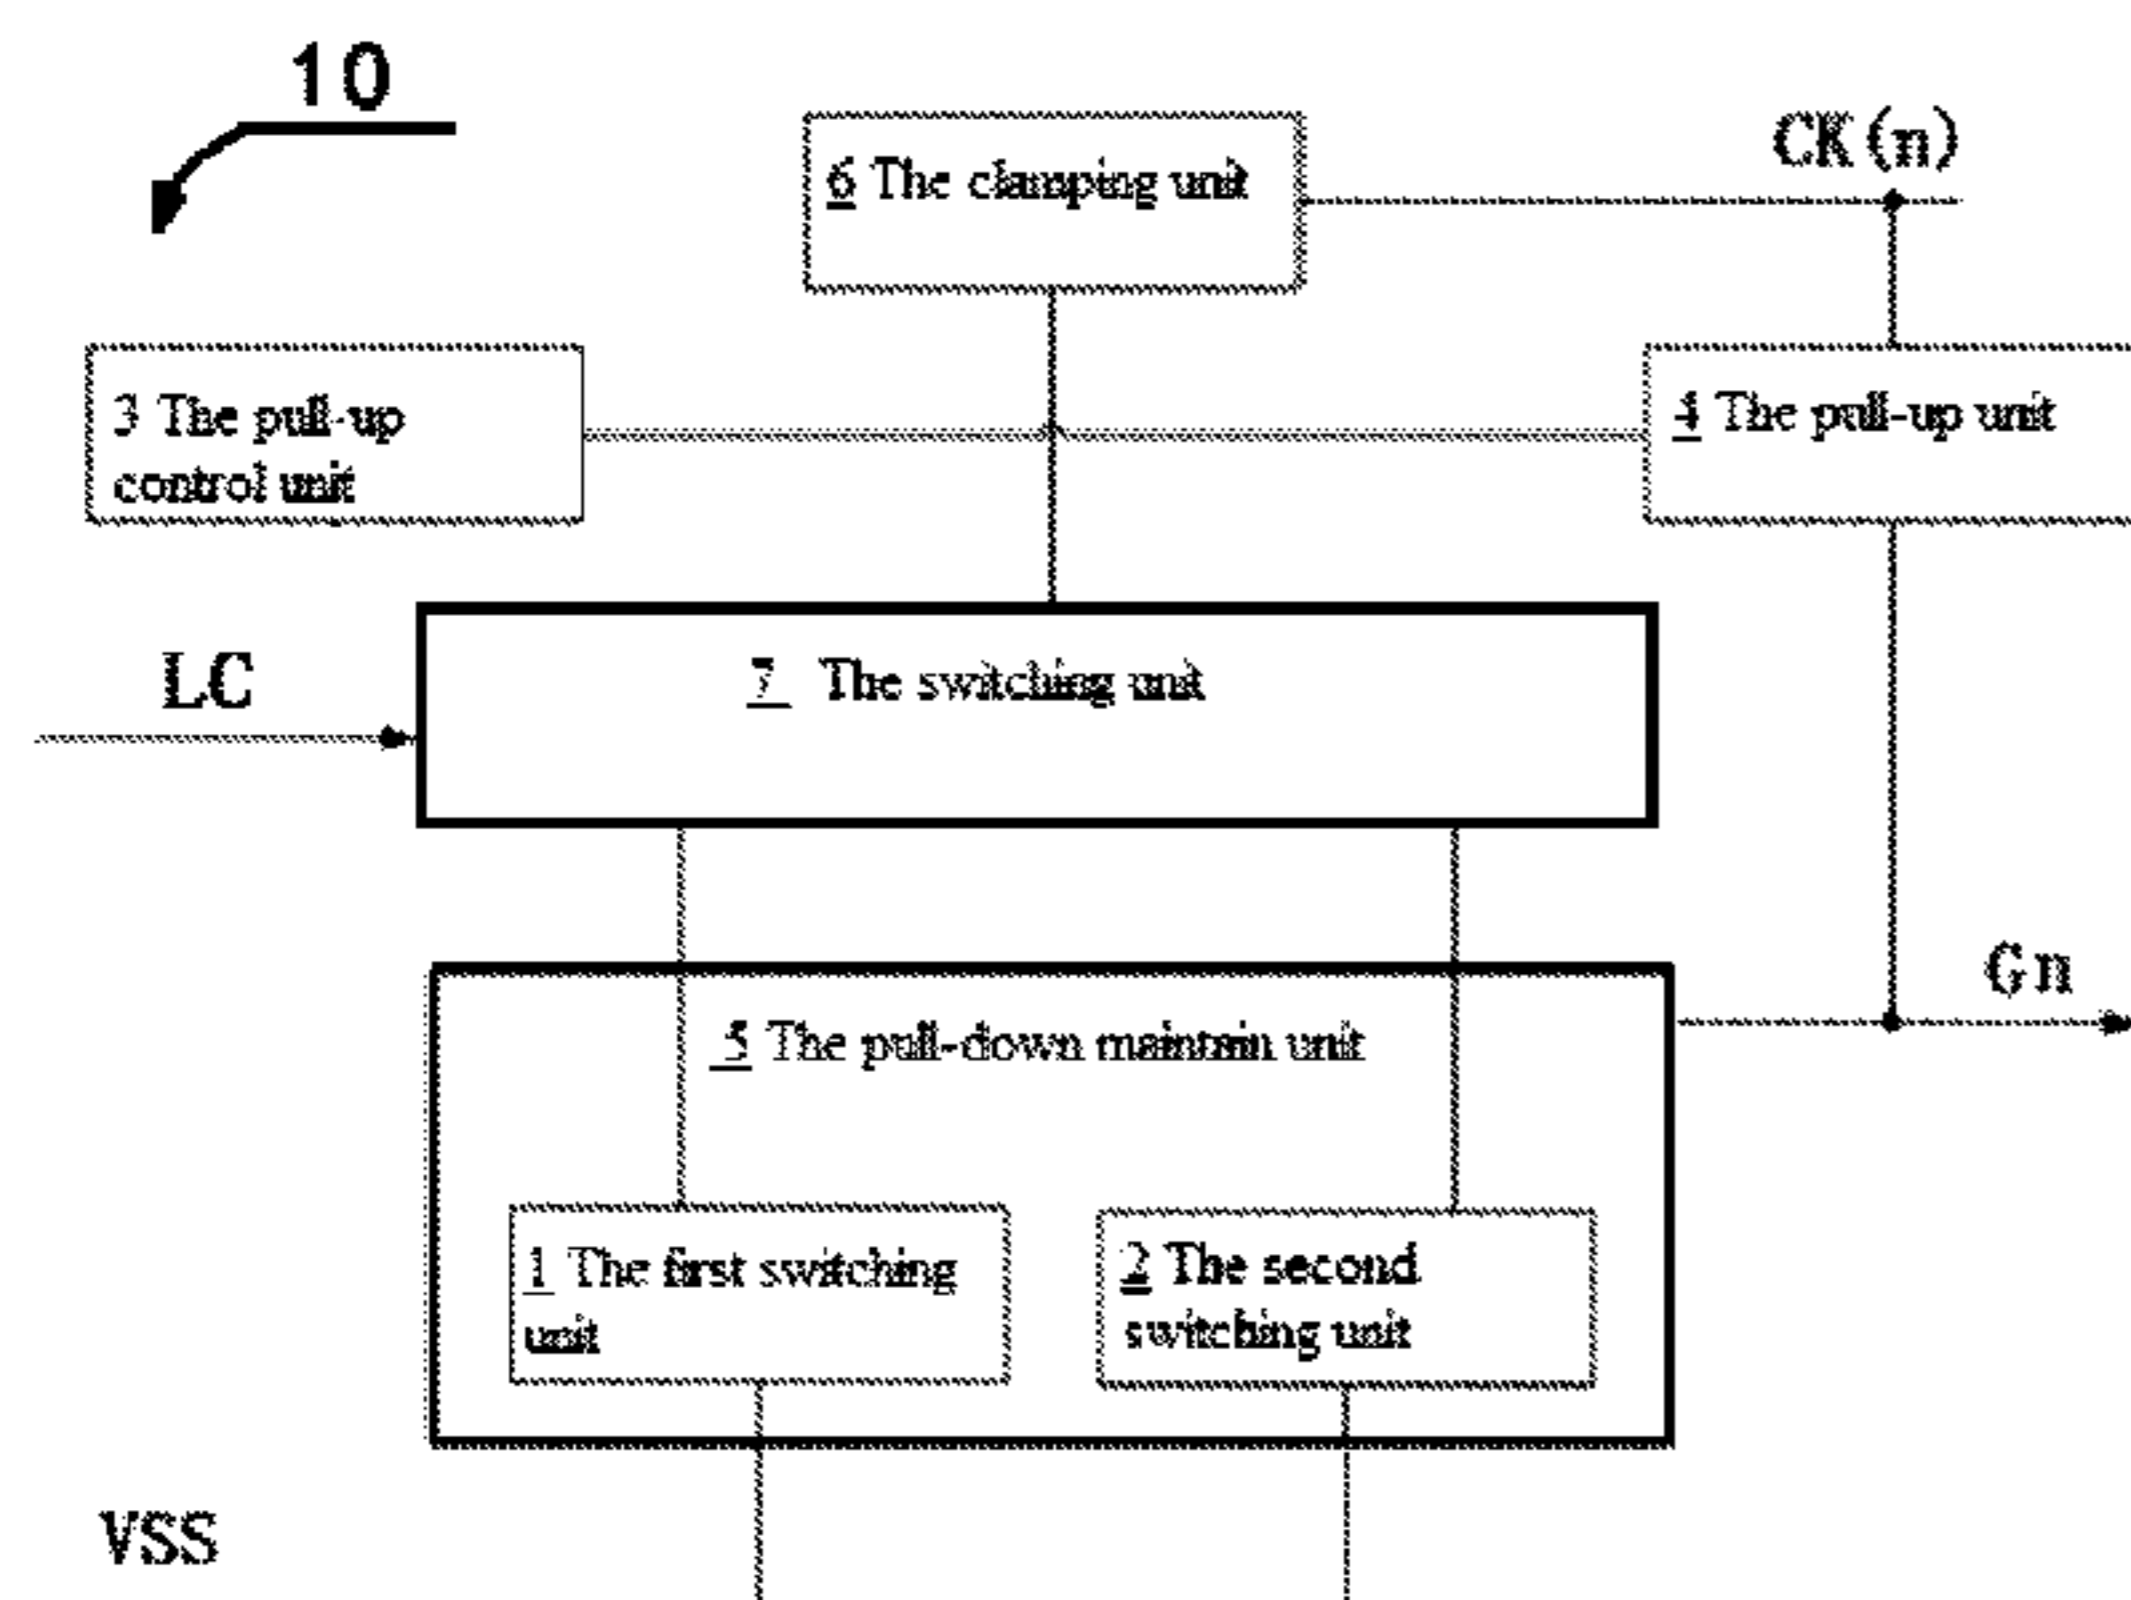 10
CK(n)
6 The clamping unit
3 The pull-up
control unit
4 The pull-up unit
LC
7 The switching unit
Gn
5 The pull-down maintain unit
1 The first switching
unit
2 The second
switching unit
VSS